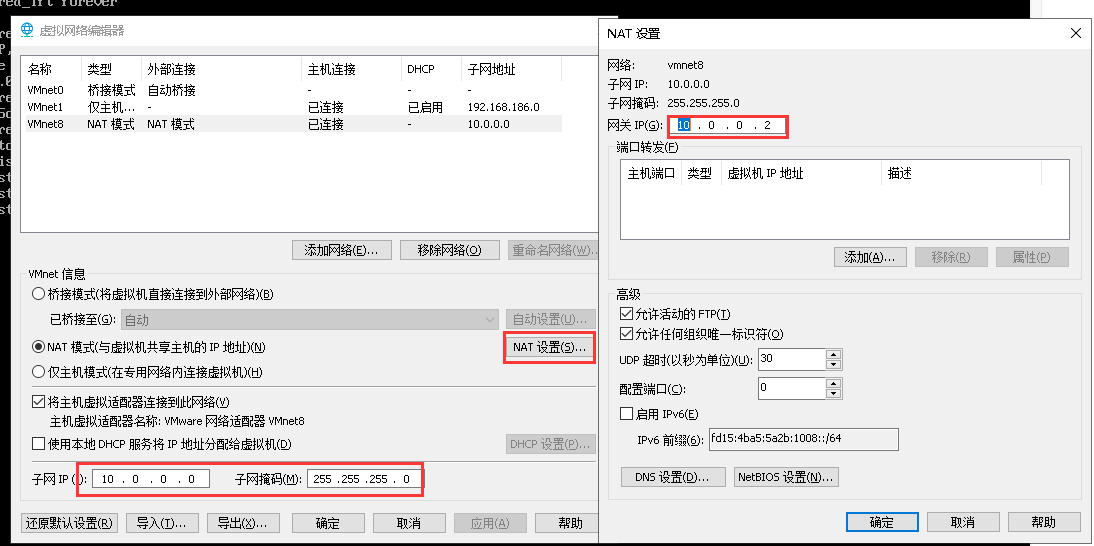 red_lft forever
虚拟网络编辑器
名称 类型 外部连接 主机连接 DHCP 子网地址
VMnet0 桥接模式 自动桥接 - - -
VMnet1 仅主机... - 已连接 已启用 192.168.186.0
VMnet8 NAT 模式 NAT 模式 已连接 - 10.0.0.0
添加网络(E)... 移除网络(O) 重命名网络(W)...
VMnet 信息
桥接模式(将虚拟机直接连接到外部网络)(B)
已桥接至(G): 自动 自动设置(U)...
NAT 模式(与虚拟机共享主机的 IP 地址)(N) NAT 设置(S)...
仅主机模式(在专用网络内连接虚拟机)(H)
将主机虚拟适配器连接到此网络(V)
主机虚拟适配器名称: VMware 网络适配器 VMnet8
使用本地 DHCP 服务将 IP 地址分配给虚拟机(D) DHCP 设置(P)...
子网 IP ( ): 10 . 0 . 0 . 0 子网掩码(M): 255 .255 .255 . 0
还原默认设置(R) 导入(T)... 导出(X)... 确定 取消 应用(A) 帮助
NAT 设置
网络: vmnet8
子网 IP: 10.0.0.0
子网掩码: 255.255.255.0
网关 IP(G): 10 . 0 . 0 . 2
端口转发(F)
主机端口 类型 虚拟机 IP 地址 描述
添加(A)... 移除(R) 属性(P)
高级
允许活动的 FTP(T)
允许任何组织唯一标识符(O)
UDP 超时(以秒为单位)(U): 30
配置端口(C): 0
启用 IPv6(E)
IPv6 前缀(6): fd15:4ba5:5a2b:1008::/64
DNS 设置(D)... NetBIOS 设置(N)...
确定 取消 帮助